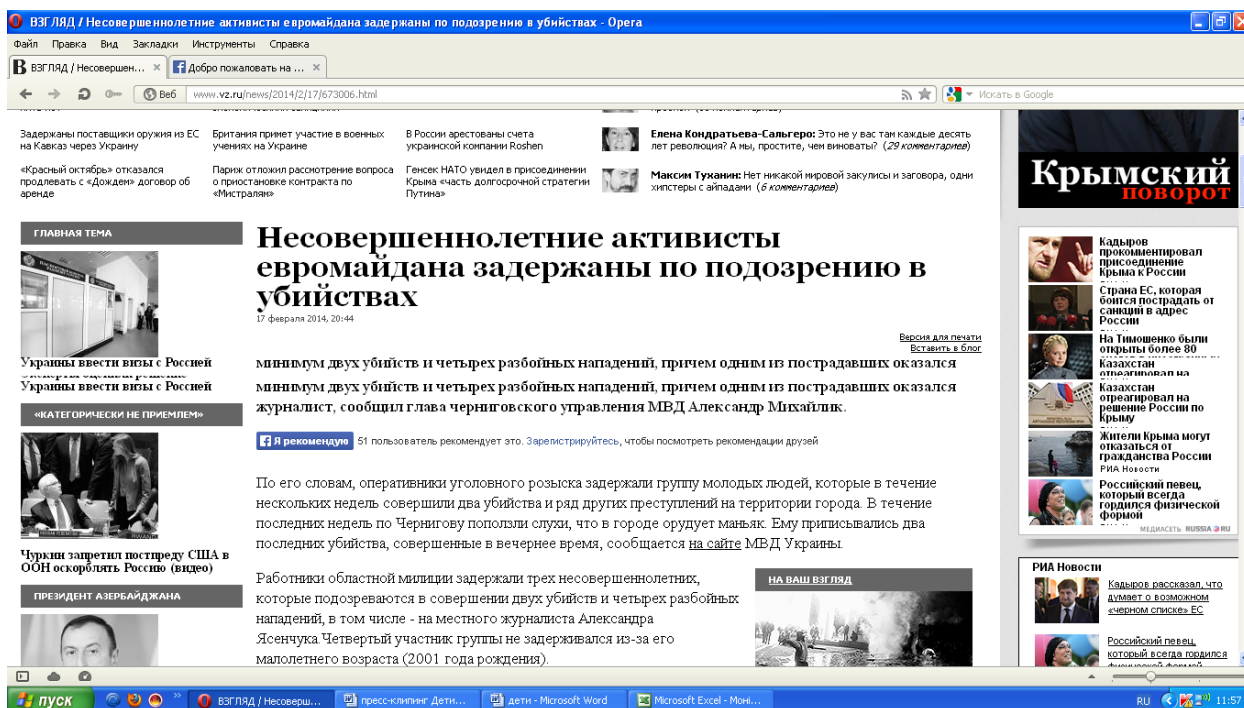 ВЗГЛЯД / Несовершеннолетние активисты евромайдана задержаны по подозрению в убийствах - Opera
Файл Правка Вид Закладки Инструменты Справка
ВЗГЛЯД / Несовершен...
Добро пожаловать на ...
Веб
www.vz.ru/news/2014/2/17/673006.html
Искать в Google
Задержаны поставщики оружия из ЕС
на Кавказ через Украину
Британия примет участие в военных
учениях на Украине
В России арестованы счета
украинской компании Roshen
Елена Кондратьева-Сальгеро: Это не у вас там каждые десять
лет революция? А мы, простите, чем виноваты? (29 комментариев)
«Красный октябрь» отказался
продлевать с «Дождем» договор об
аренде
Париж отложил рассмотрение вопроса
о приостановке контракта по
«Мистралям»
Генсек НАТО увидел в присоединении
Крыма «часть долгосрочной стратегии
Путина»
Максим Туханин: Нет никакой мировой закулисы и заговора, одни
хипстеры с айпадами (6 комментариев)
Крымский
поворот
ГЛАВНАЯ ТЕМА
Украины ввести визы с Россией
Украины ввести визы с Россией
«КАТЕГОРИЧЕСКИ НЕ ПРИЕМЛЕМ»
Чуркин запретил постпреду США в
ООН оскорблять Россию (видео)
ПРЕЗИДЕНТ АЗЕРБАЙДЖАНА
Несовершеннолетние активисты
евромайдана задержаны по подозрению в
убийствах
17 февраля 2014, 20:44
Версия для печати
Вставить в блог
минимум двух убийств и четырех разбойных нападений, причем одним из пострадавших оказался
минимум двух убийств и четырех разбойных нападений, причем одним из пострадавших оказался
журналист, сообщил глава черниговского управления МВД Александр Михайлик.
Я рекомендую
51 пользователь рекомендует это. Зарегистрируйтесь, чтобы посмотреть рекомендации друзей
По его словам, оперативники уголовного розыска задержали группу молодых людей, которые в течение
нескольких недель совершили два убийства и ряд других преступлений на территории города. В течение
последних недель по Чернигову поползли слухи, что в городе орудует маньяк. Ему приписывались два
последних убийства, совершенные в вечернее время, сообщается на сайте МВД Украины.
Работники областной милиции задержали трех несовершеннолетних,
которые подозреваются в совершении двух убийств и четырех разбойных
нападений, в том числе - на местного журналиста Александра
Ясенчука.Четвертый участник группы не задерживался из-за его
малолетнего возраста (2001 года рождения).
НА ВАШ ВЗГЛЯД
Кадыров
прокомментировал
присоединение
Крыма к России
Страна ЕС, которая
боится пострадать от
санкций в адрес
России
На Тимошенко были
открыты более 80
Казахстан
отреагировал на
Казахстан
отреагировал на
решение России по
Крыму
Жители Крыма могут
отказаться от
гражданства России
РИА Новости
Российский певец,
который всегда
гордился физической
формой
МЕДИАСЕТЬ RUSSIA RU
РИА Новости
Кадыров рассказал, что
думает о возможном
«черном списке» ЕС
Российский певец,
который всегда гордился
физической формой
пуск
ВЗГЛЯД / Несоверш...
пресс-клипинг Дети...
дети - Microsoft Word
Microsoft Excel - Моні...
RU
11:57